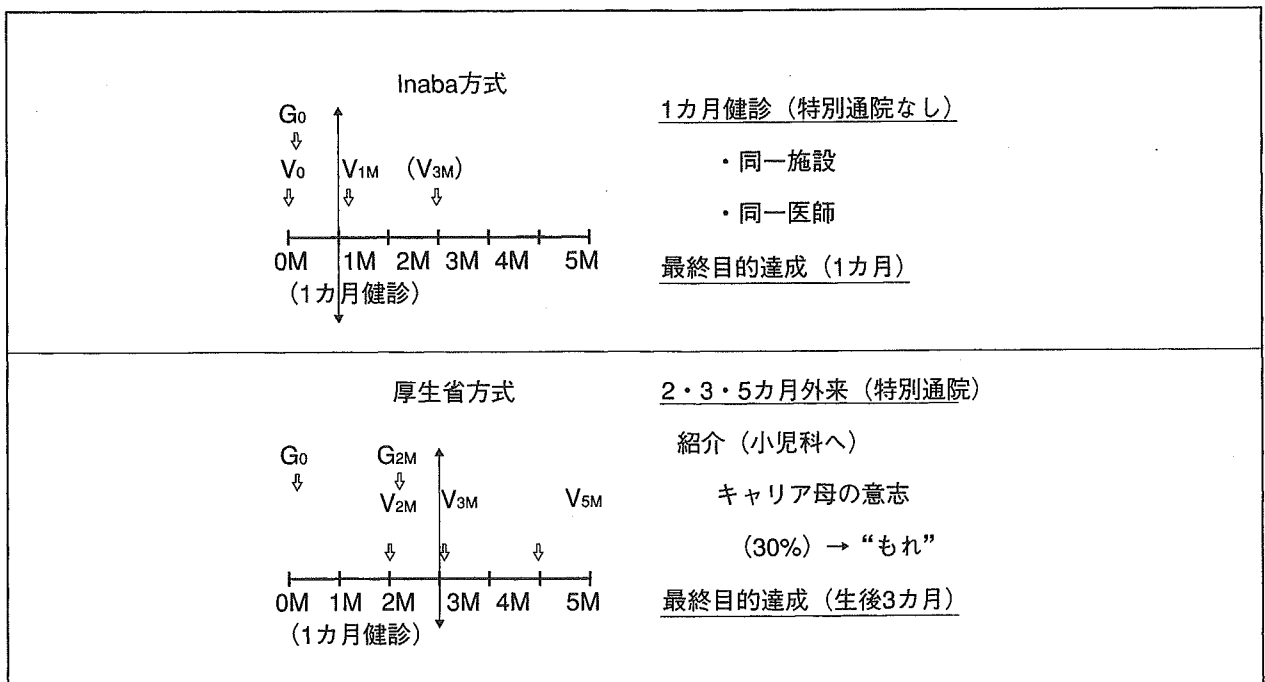 Inaba方式
G0
V0 V1M (V3M)
0M 1M 2M 3M 4M 5M
(1カ月健診)
1カ月健診(特別通院なし)
・同一施設
・同一医師
最終目的達成(1カ月)
厚生省方式
G0 G2M
V2M V3M V5M
0M 1M 2M 3M 4M 5M
(1カ月健診)
2・3・5カ月外来(特別通院)
紹介(小児科へ)
キャリア母の意志
(30%)→“もれ”
最終目的達成(生後3カ月)